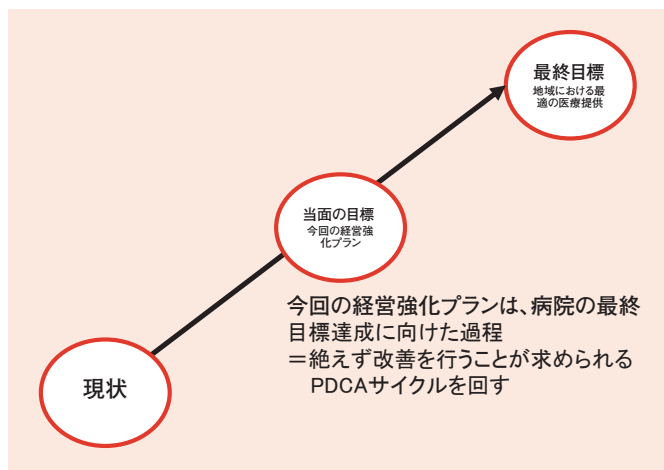 最終目標
地域における最
適の医療提供
当面の目標
今回の経営強
化プラン
今回の経営強化プランは、病院の最終
目標達成に向けた過程
＝絶えず改善を行うことが求められる
PDCAサイクルを回す
現状